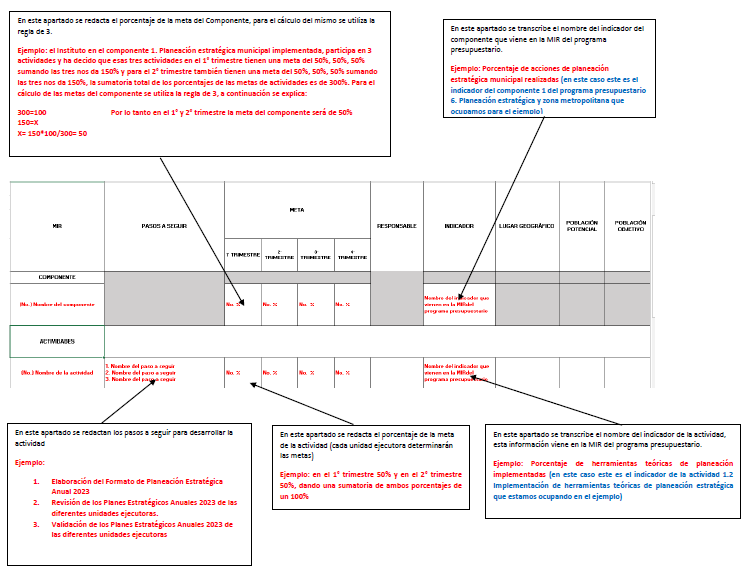 En este apartado se redacta el porcentaje de la meta del Componente, para el cálculo del mismo se utiliza la
regla de 3.
Ejemplo: el Instituto en el componente 1. Planeación estratégica municipal implementada, participa en 3
actividades y ha decido que esas tres actividades en el 1° trimestre tienen una meta del 50%, 50%, 50%
sumando las tres nos da 150% y para el 2° trimestre también tienen una meta del 50%, 50%, 50% sumando
las tres nos da 150%, la sumatoria total de los porcentajes de las metas de actividades es de 300%. Para el
cálculo de las metas del componente se utiliza la regla de 3, a continuación se explica:
300=100 Por lo tanto en el 1° y 2° trimestre la meta del componente será de 50%
150=X
X= 150*100/300= 50
En este apartado se transcribe el nombre del indicador del
componente que viene en la MIR del programa
presupuestario.
Ejemplo: Porcentaje de acciones de planeación
estratégica municipal realizadas (en este caso este es el
indicador del componente 1 del programa presupuestario
6. Planeación estratégica y zona metropolitana que
ocupamos para el ejemplo)
MIR
PASOS A SEGUIR
META
RESPONSABLE
INDICADOR
LUGAR GEOGRÁFICO
POBLACIÓN
POTENCIAL
POBLACIÓN
OBJETIVO
1 TRIMESTRE
2
TRIMESTRE
3
TRIMESTRE
4
TRIMESTRE
COMPONENTE
(No.) Nombre del componente
No. %
No. %
No. %
No. %
Nombre del indicador que
vienen en la MIR del
programa presupuestario
ACTIVIDADES
(No.) Nombre de la actividad
1. Nombre del paso a seguir
2. Nombre del paso a seguir
3. Nombre del paso a seguir
No. %
No. %
No. %
No. %
Nombre del indicador que
vienen en la MIR del
programa presupuestario
En este apartado se redactan los pasos a seguir para desarrollar la
actividad
Ejemplo:
1. Elaboración del Formato de Planeación Estratégica
Anual 2023
2. Revisión de los Planes Estratégicos Anuales 2023 de las
diferentes unidades ejecutoras.
3. Validación de los Planes Estratégicos Anuales 2023 de
las diferentes unidades ejecutoras
En este apartado se redacta el porcentaje de la meta
de la actividad (cada unidad ejecutora determinarán
las metas)
Ejemplo: en el 1° trimestre 50% y en el 2° trimestre
50%, dando una sumatoria de ambos porcentajes de
un 100%
En este apartado se transcribe el nombre del indicador de la actividad,
esta información viene en la MIR del programa presupuestario.
Ejemplo: Porcentaje de herramientas teóricas de planeación
implementadas (en este caso este es el indicador de la actividad 1.2
Implementación de herramientas teóricas de planeación estratégica
que estamos ocupando en el ejemplo)